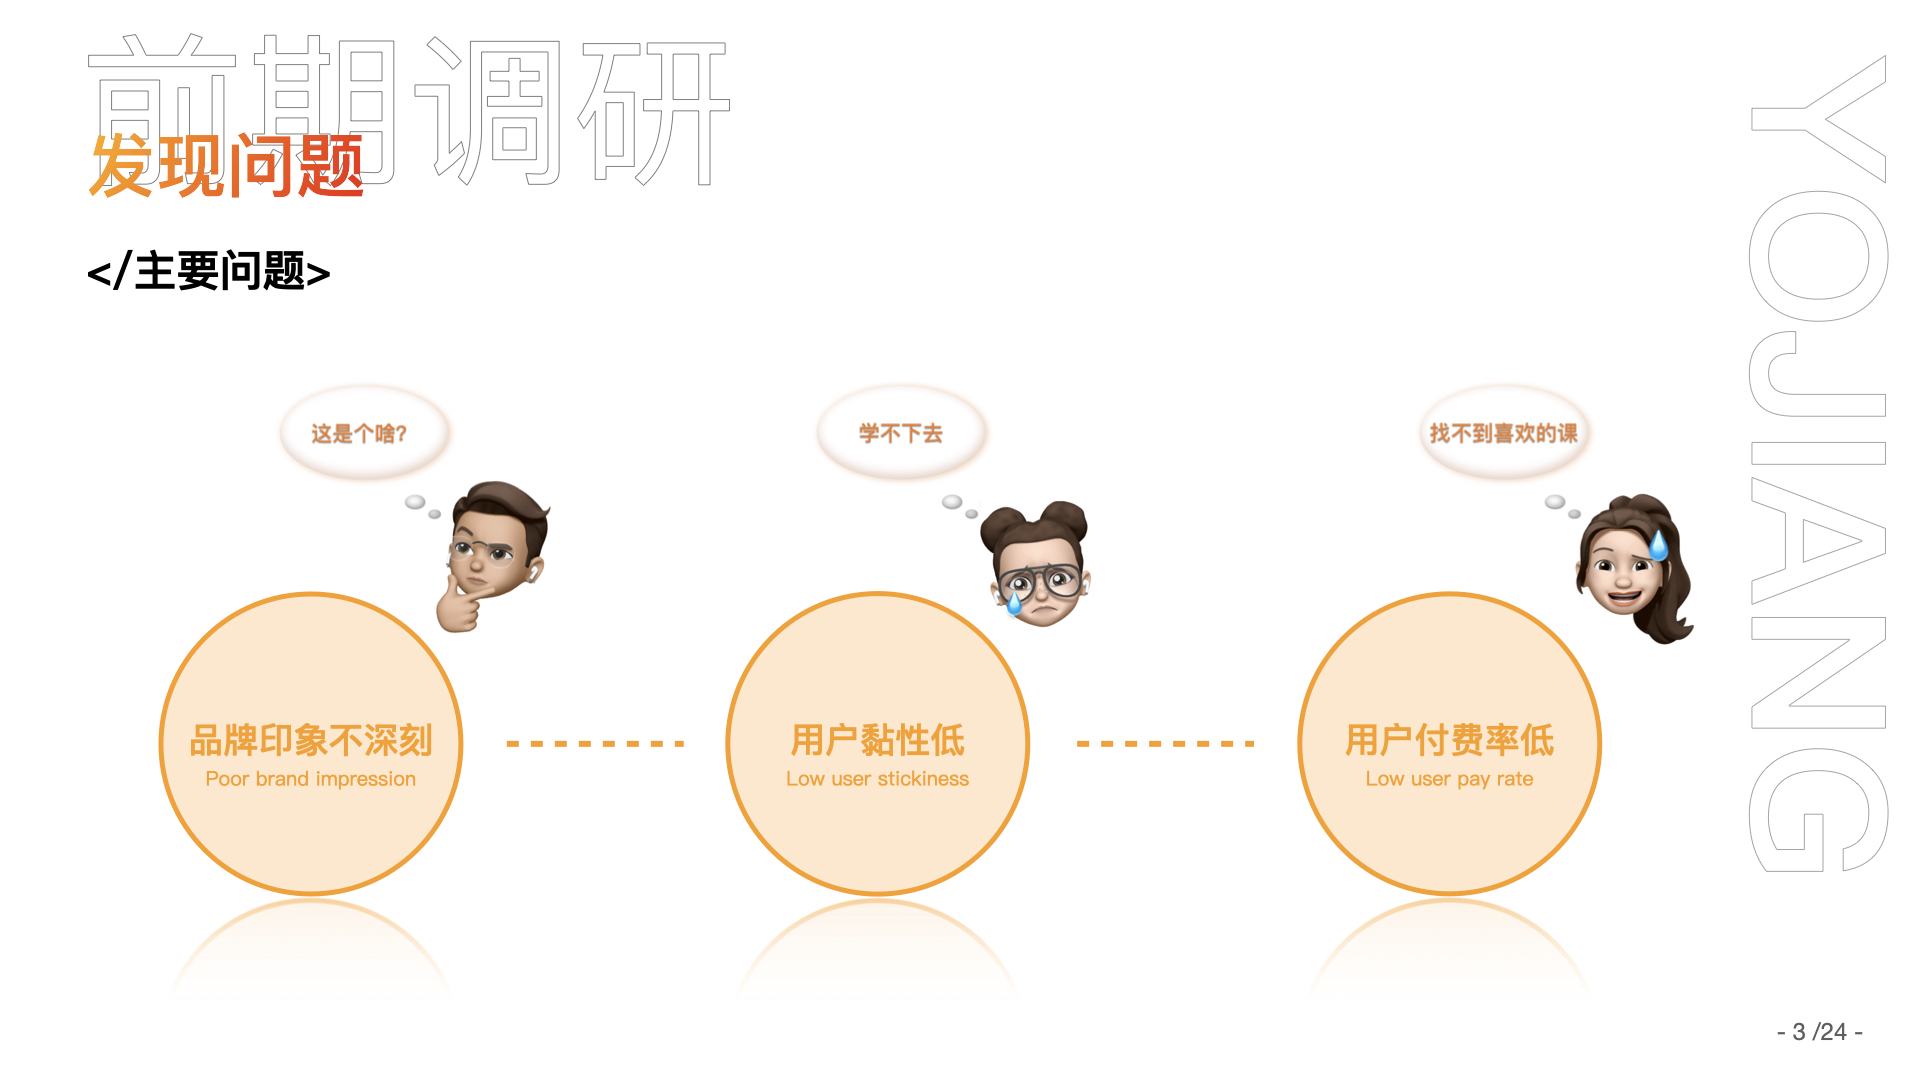 前期调研
发现问题
</主要问题>
这是个啥?
学不下去
找不到喜欢的课
品牌印象不深刻
Poor brand impression
用户黏性低
Low user stickiness
用户付费率低
Low user pay rate
YOJIANG
- 3 /24 -